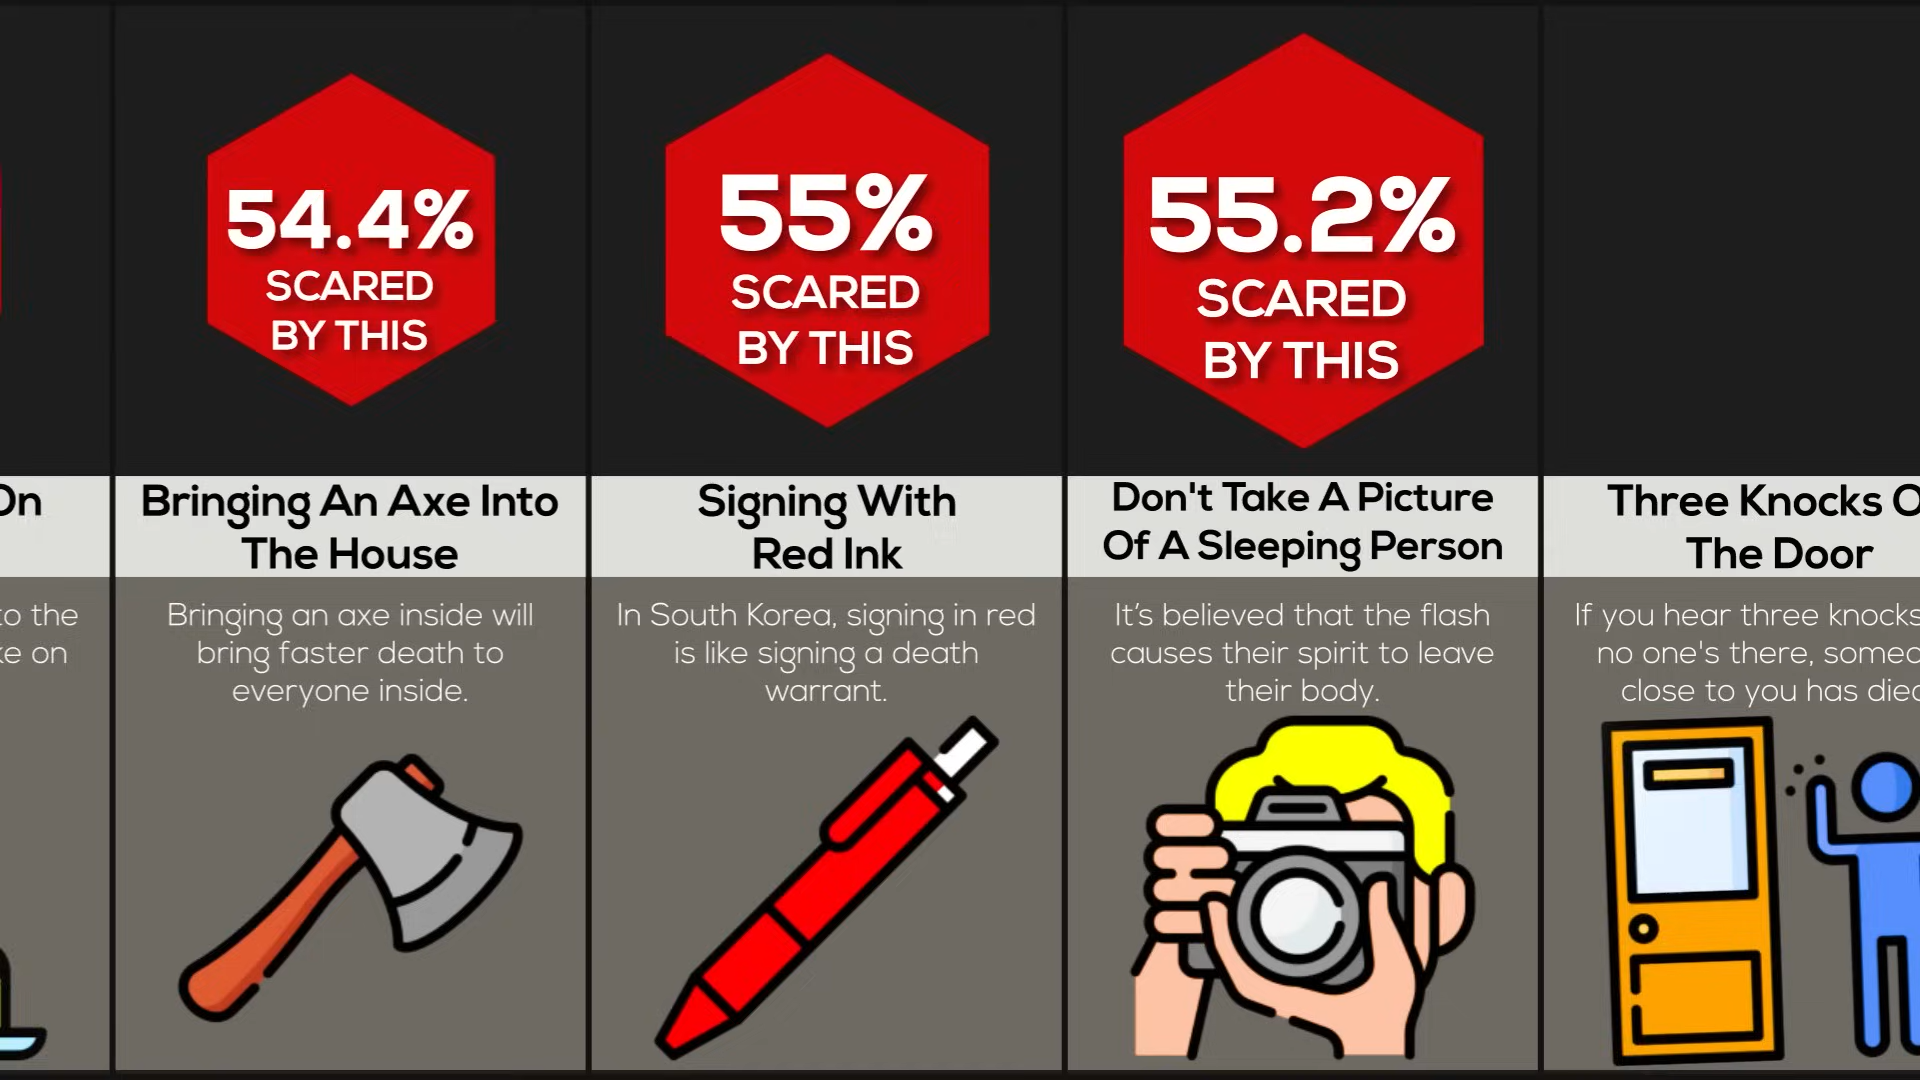 On
to the
ke on
54.4%
SCARED
BY THIS
Bringing An Axe Into
The House
Bringing an axe inside will
bring faster death to
everyone inside.
55%
SCARED
BY THIS
Signing With
Red Ink
In South Korea, signing in red
is like signing a death
warrant.
55.2%
SCARED
BY THIS
Don't Take A Picture
Of A Sleeping Person
It's believed that the flash
causes their spirit to leave
their body.
Three Knocks O
The Door
If you hear three knocks
no one's there, someo
close to you has died